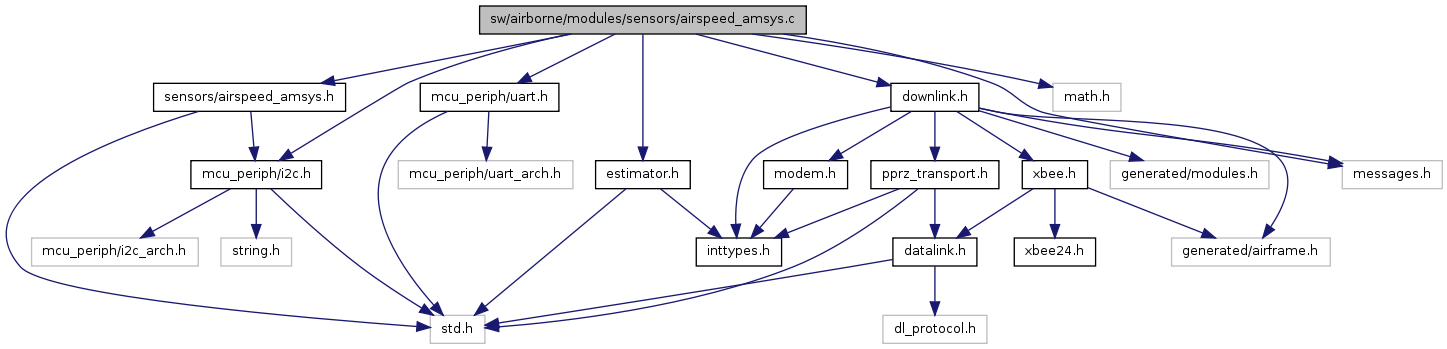 sw/airborne/modules/sensors/airspeed_amsys.c
sensors/airspeed_amsys.h
mcu_periph/uart.h
downlink.h
math.h
mcu_periph/i2c.h
mcu_periph/uart_arch.h
estimator.h
modem.h
pprz_transport.h
xbee.h
generated/modules.h
messages.h
mcu_periph/i2c_arch.h
string.h
inttypes.h
datalink.h
xbee24.h
generated/airframe.h
std.h
dl_protocol.h